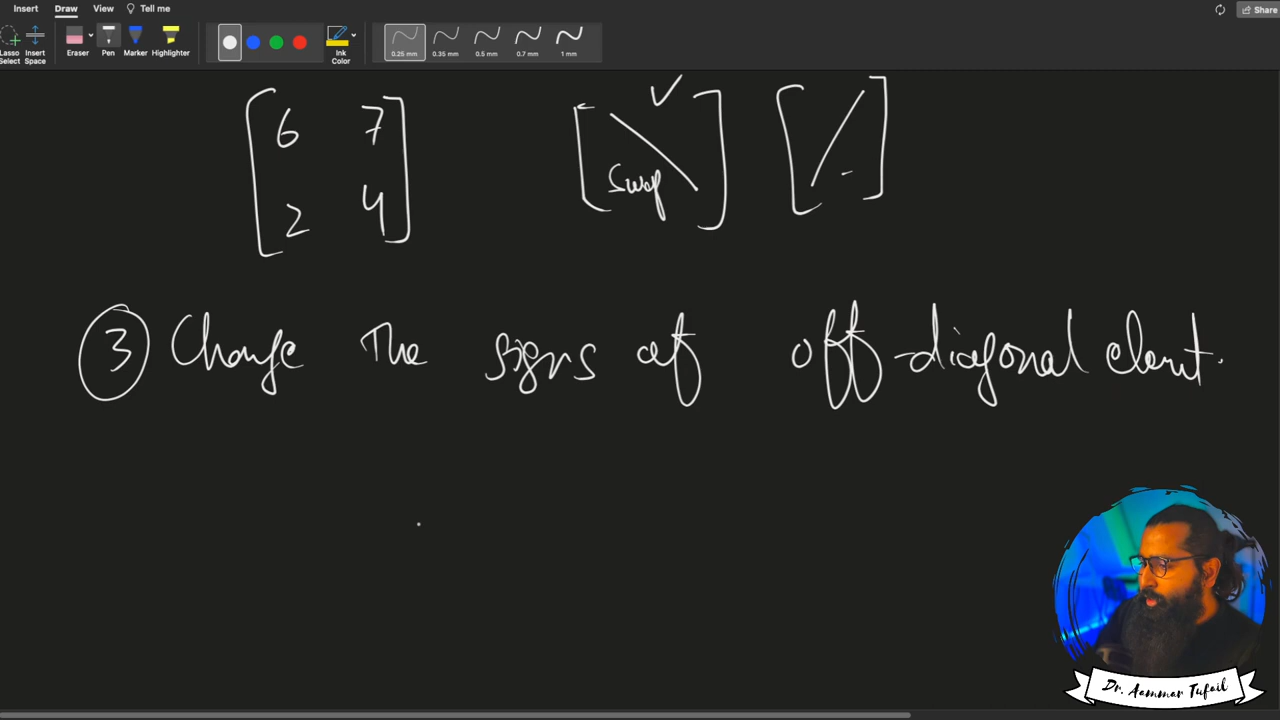 Insert Draw View Tell me
Share
Lasso Select Insert Space Eraser Pen Marker Highlighter Ink Color 0.25 mm 0.35 mm 0.5 mm 0.7 mm 1 mm
6 7
2 4
Swap
-
3 Change the signs of off-diagonal
Dr. Aammar Tufail